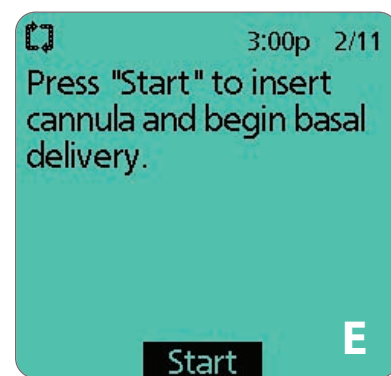 3:00p 2/11
Press "Start" to insert
cannula and begin basal
delivery.
Start
E